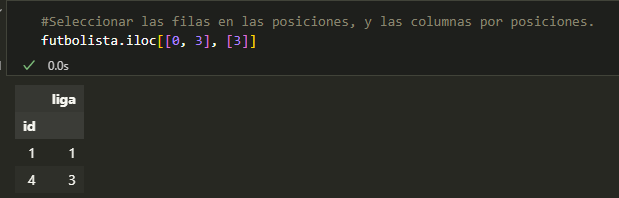 #Seleccionar las filas en las posiciones, y las columnas por posiciones.
futbolista.iloc[[0, 3], [3]]
✓ 0.0s
liga
id
1 1
4 3